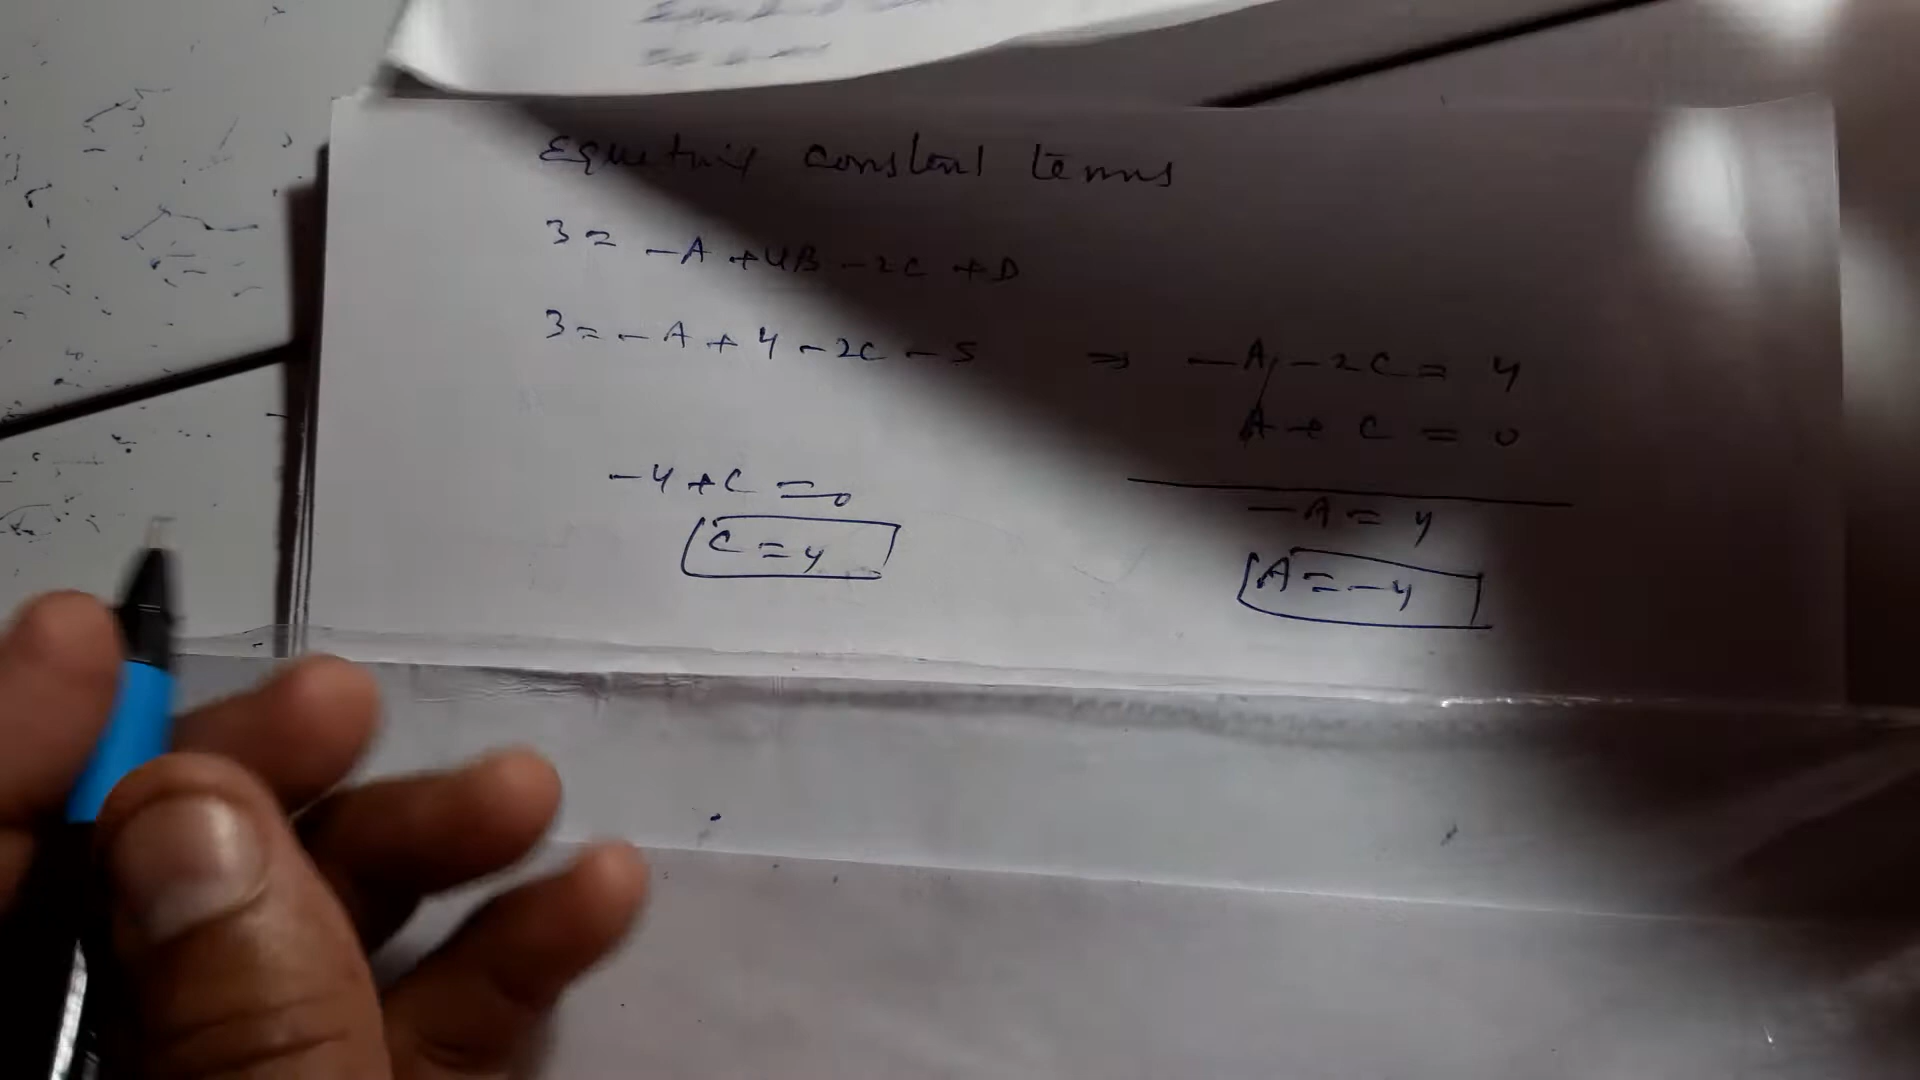 Equating constant terms
3 = -A + 4B - 2C + D
3 = -A + 4 - 2C - 5 ⇒ -A - 2C = 4
A + C = 0
-4 + C = 0
C = 4
-A = 4
A = -4